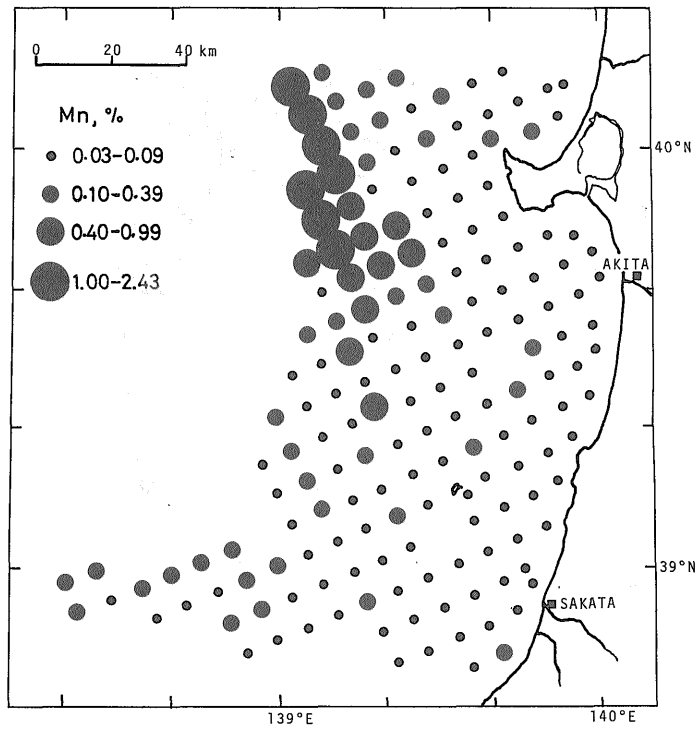 0 20 40 km
Mn, %
0.03-0.09
0.10-0.39
0.40-0.99
1.00-2.43
40°N
AKITA
39°N
SAKATA
139°E 140°E